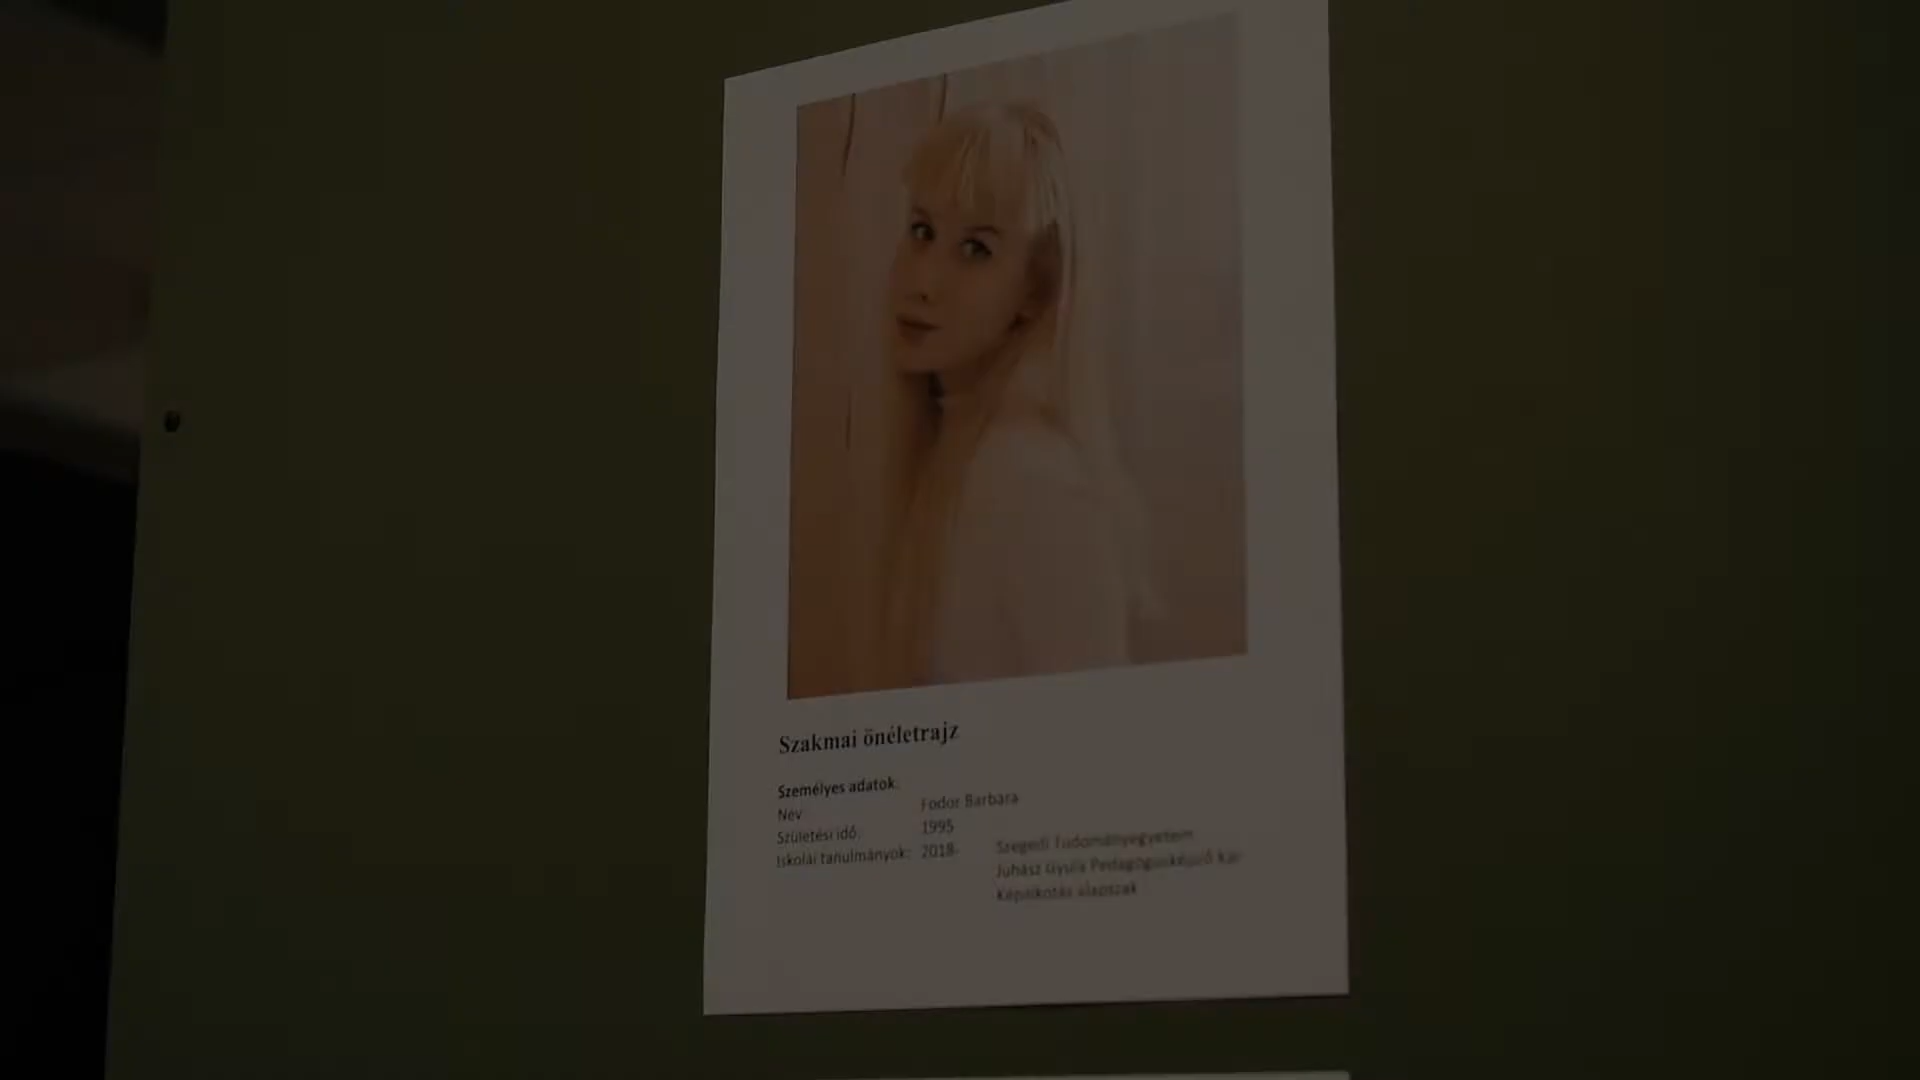 Szakmai önéletrajz
Személyes adatok:
Név Fodor Barbara
Születési idő: 1995
Iskolai tanulmányok: 2018- Szegedi Tudományegyetem
Juhász Gyula Pedagógusképző Kar
Képalkotás alapszak